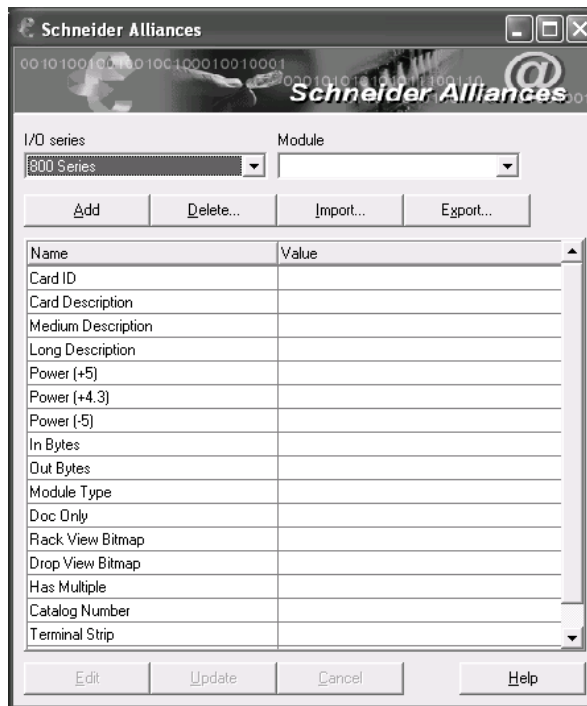 Schneider Alliances
Schneider Alliances
I/O series
Module
800 Series
Add
Delete...
Import...
Export...
Name
Value
Card ID
Card Description
Medium Description
Long Description
Power (+5)
Power (+4.3)
Power (-5)
In Bytes
Out Bytes
Module Type
Doc Only
Rack View Bitmap
Drop View Bitmap
Has Multiple
Catalog Number
Terminal Strip
Edit
Update
Cancel
Help